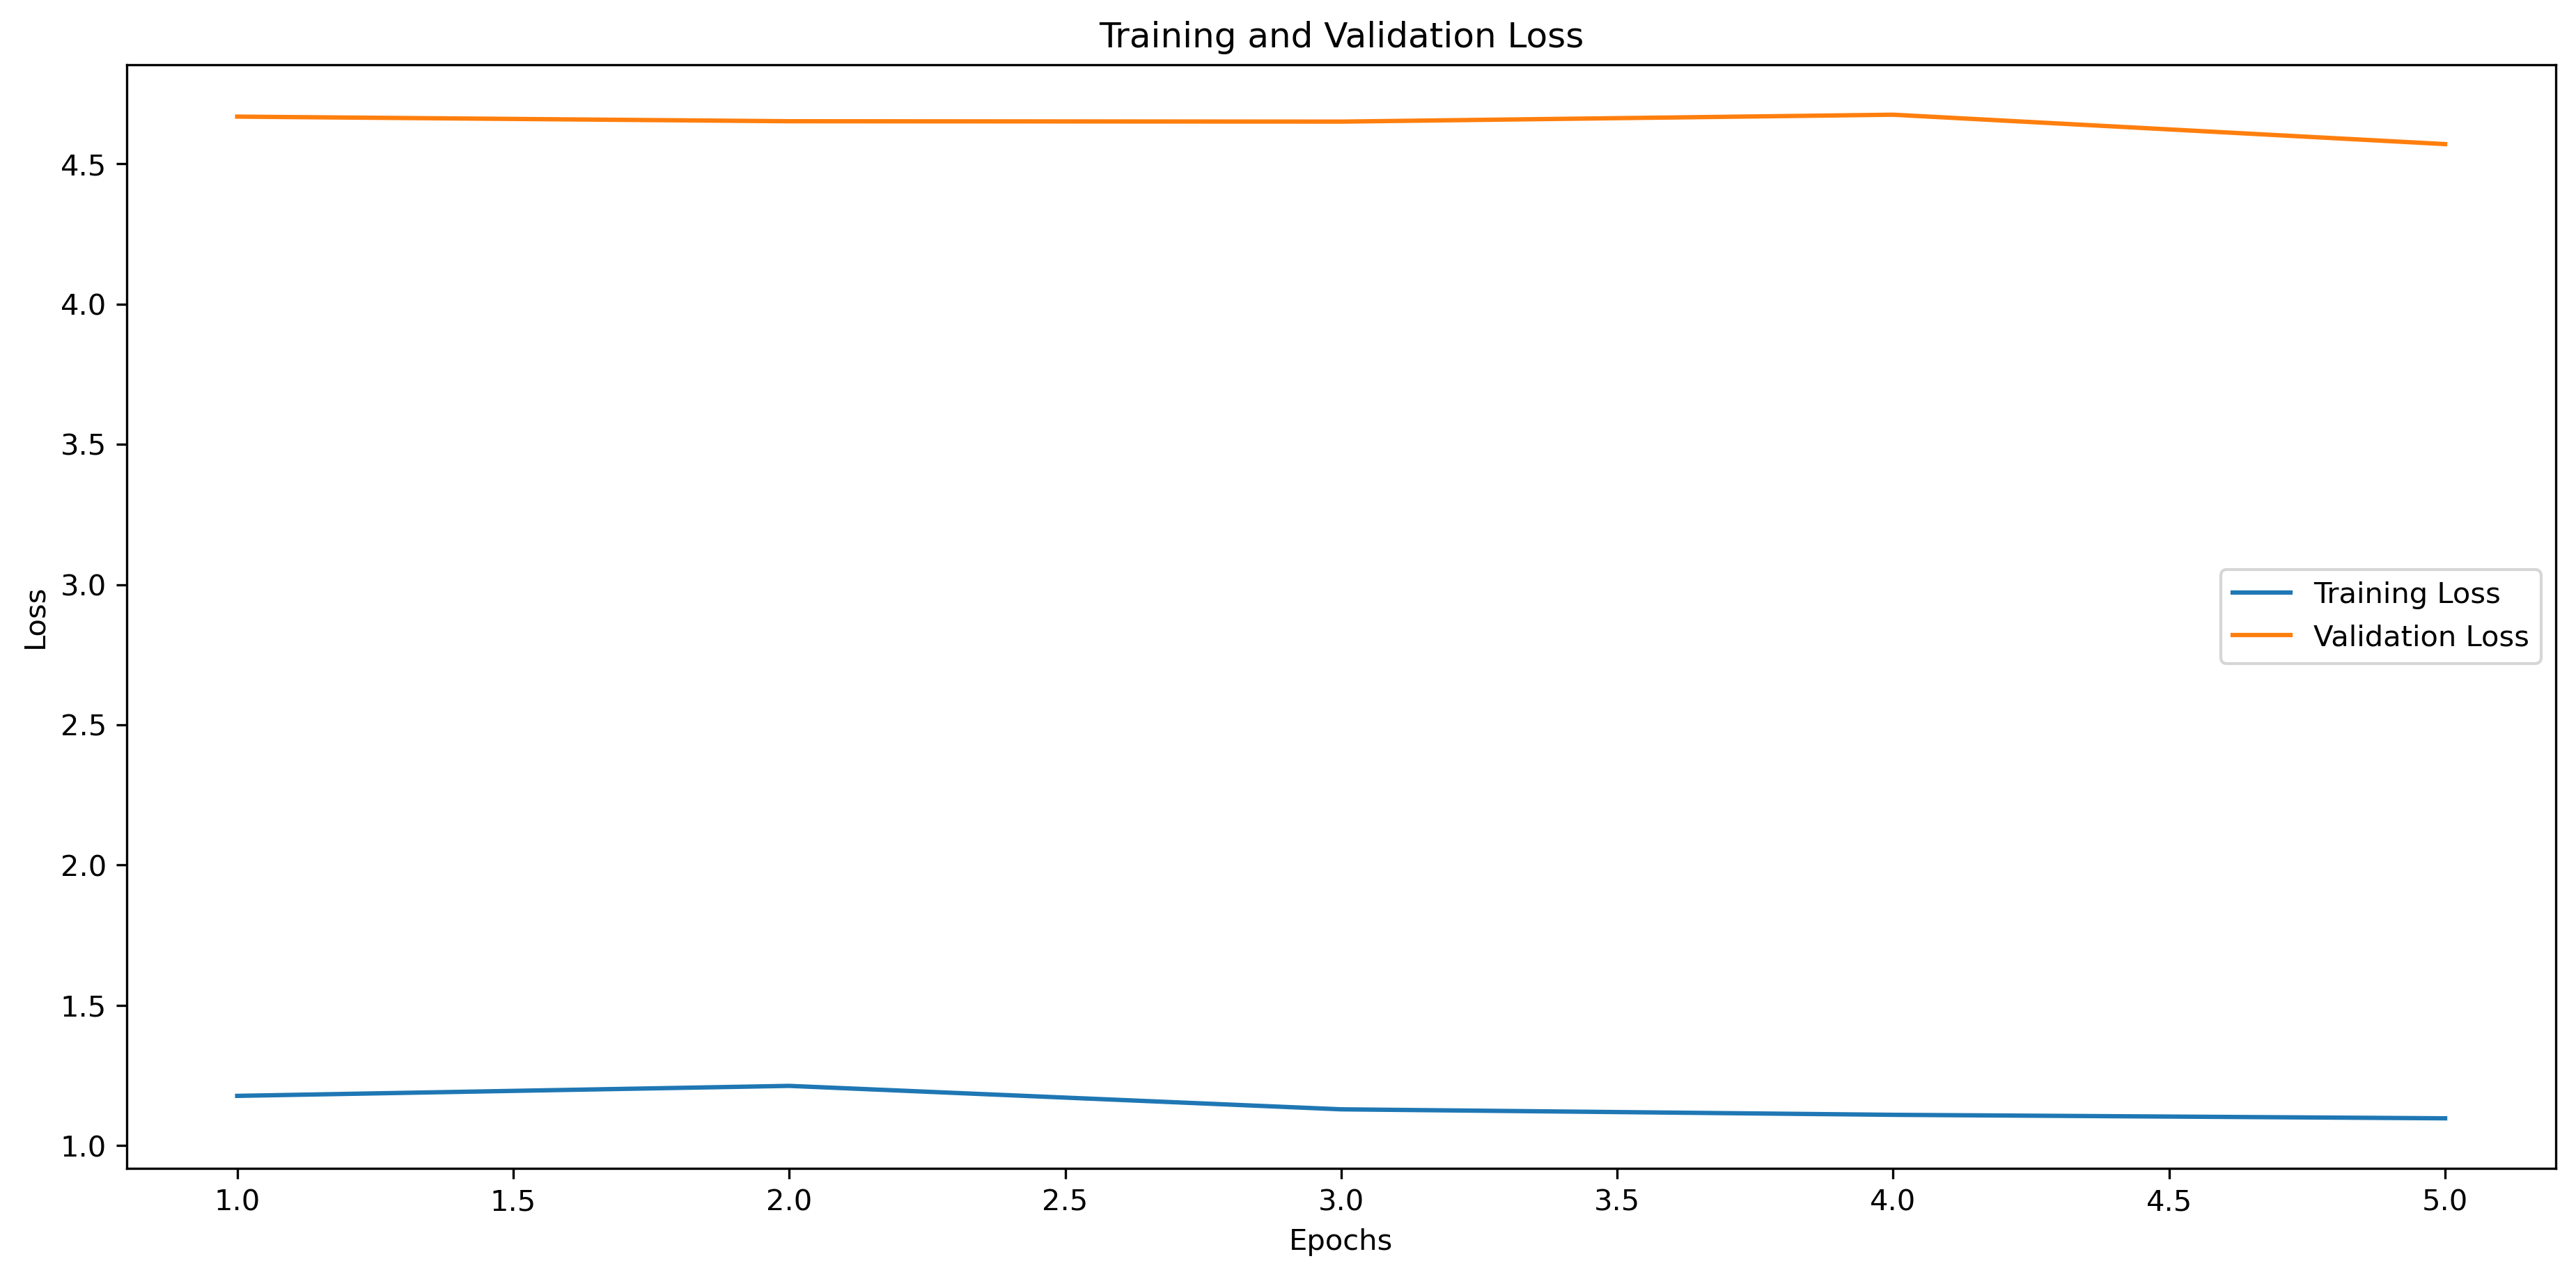 Training and Validation Loss
4.5
4.0
3.5
3.0
2.5
2.0
1.5
1.0
Loss
Training Loss
Validation Loss
1.0 1.5 2.0 2.5 3.0 3.5 4.0 4.5 5.0
Epochs